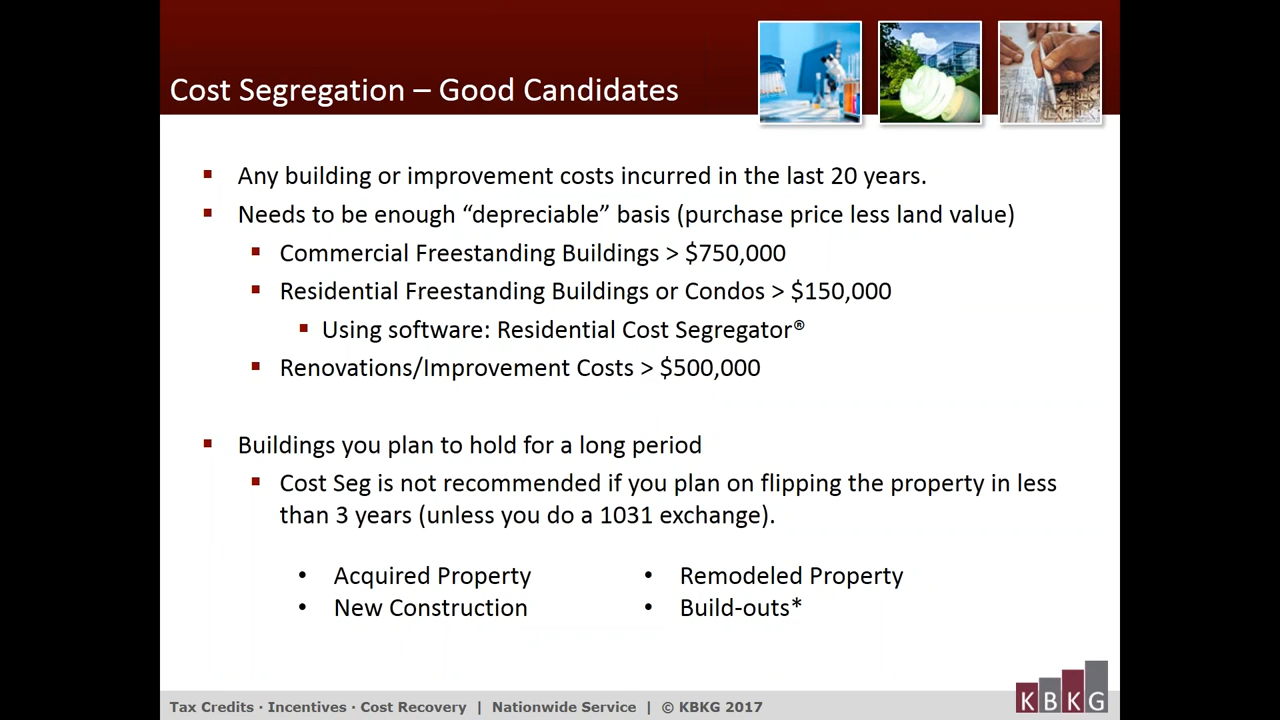 Cost Segregation – Good Candidates
Any building or improvement costs incurred in the last 20 years.
Needs to be enough “depreciable” basis (purchase price less land value)
Commercial Freestanding Buildings > $750,000
Residential Freestanding Buildings or Condos > $150,000
Using software: Residential Cost Segregator®
Renovations/Improvement Costs > $500,000
Buildings you plan to hold for a long period
Cost Seg is not recommended if you plan on flipping the property in less
than 3 years (unless you do a 1031 exchange).
• Acquired Property
• New Construction
• Remodeled Property
• Build-outs*
Tax Credits · Incentives · Cost Recovery | Nationwide Service | © KBKG 2017
KBKG